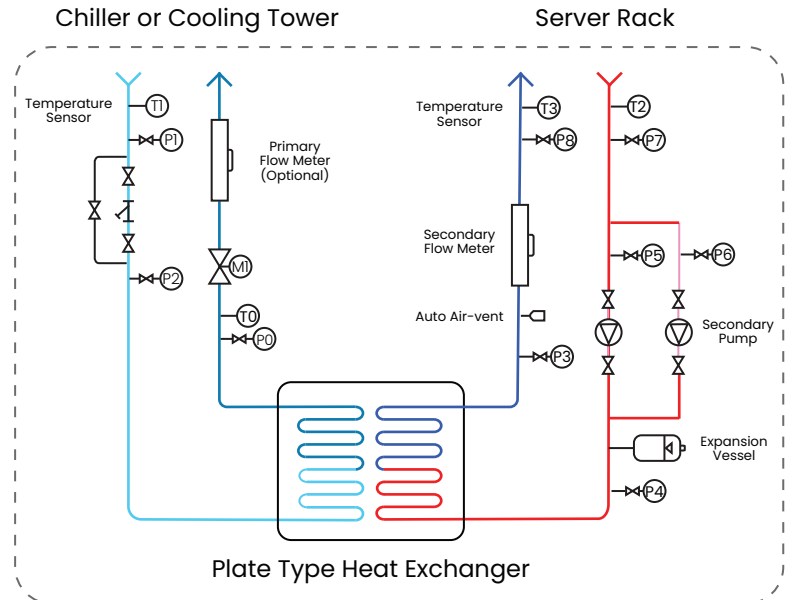 Chiller or Cooling Tower
Server Rack
Temperature
Sensor
T1
P1
Primary
Flow Meter
(Optional)
Temperature
Sensor
T3
P8
T2
P7
P2
M1
T0
P0
Secondary
Flow Meter
Auto Air-vent
P3
P5
P6
Secondary
Pump
Expansion
Vessel
P4
Plate Type Heat Exchanger